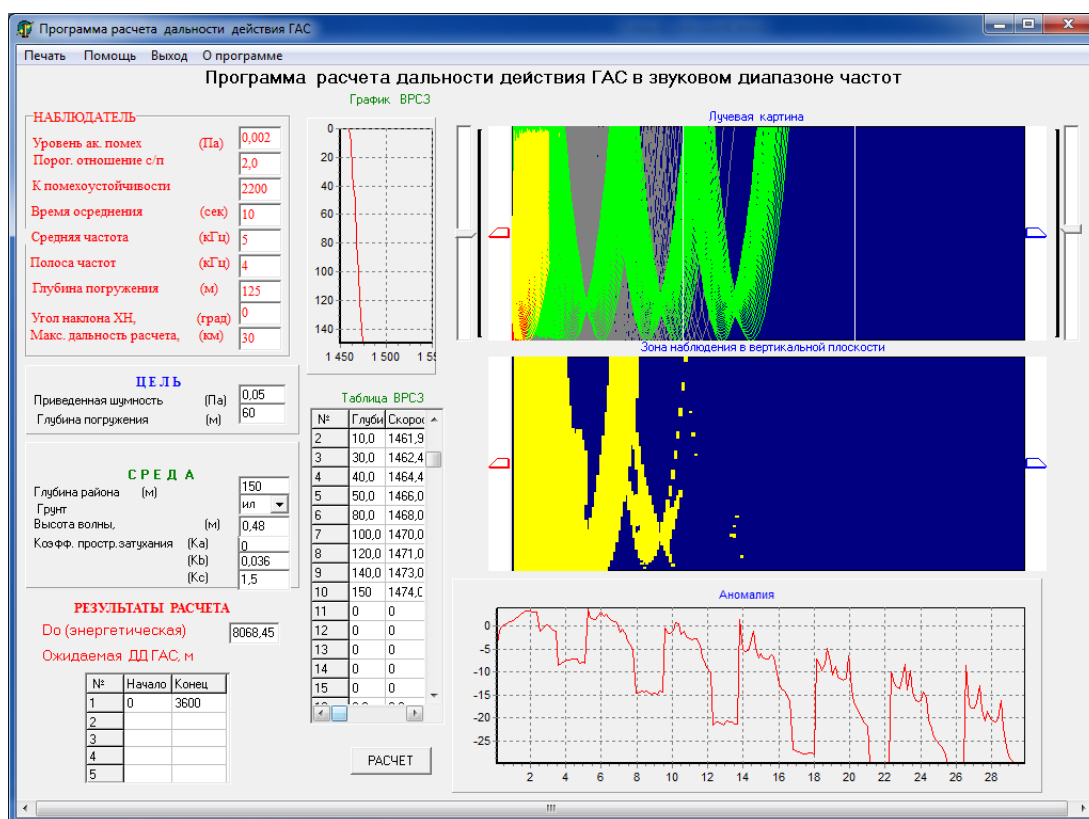 Программа расчета дальности действия ГАС
Печать Помощь Выход О программе
Программа расчета дальности действия ГАС в звуковом диапазоне частот
НАБЛЮДАТЕЛЬ
Уровень ак. помех (Па) 0,002
Порог. отношение с/п 2,0
К помехоустойчивости 2200
Время осреднения (сек) 10
Средняя частота (кГц) 5
Полоса частот (кГц) 4
Глубина погружения (м) 125
Угол наклона ХН, (град) 0
Макс. дальность расчета, (км) 30
ЦЕЛЬ
Приведенная шумность (Па) 0,05
Глубина погружения (м) 60
СРЕДА
Глубина района (м) 150
Грунт ил
Высота волны, (м) 0,48
Коэфф. простр.затухания (Ка) 0
(Kb) 0,036
(Kc) 1,5
РЕЗУЛЬТАТЫ РАСЧЕТА
Do (энергетическая) 8068,45
Ожидаемая ДД ГАС, м
№ Начало Конец
1 0 3600
2
3
4
5
График ВРСЗ
0
20
40
60
80
100
120
140
1 450 1 500 1 5
Таблица ВРСЗ
№ Глуби Скорос
2 10,0 1461,9
3 30,0 1462,4
4 40,0 1464,4
5 50,0 1466,0
6 80,0 1468,0
7 100,0 1470,0
8 120,0 1471,0
9 140,0 1473,0
10 150 1474,0
11 0 0
12 0 0
13 0 0
14 0 0
15 0 0
РАСЧЕТ
Лучевая картина
Зона наблюдения в вертикальной плоскости
Аномалия
0
-5
-10
-15
-20
-25
2 4 6 8 10 12 14 16 18 20 22 24 26 28